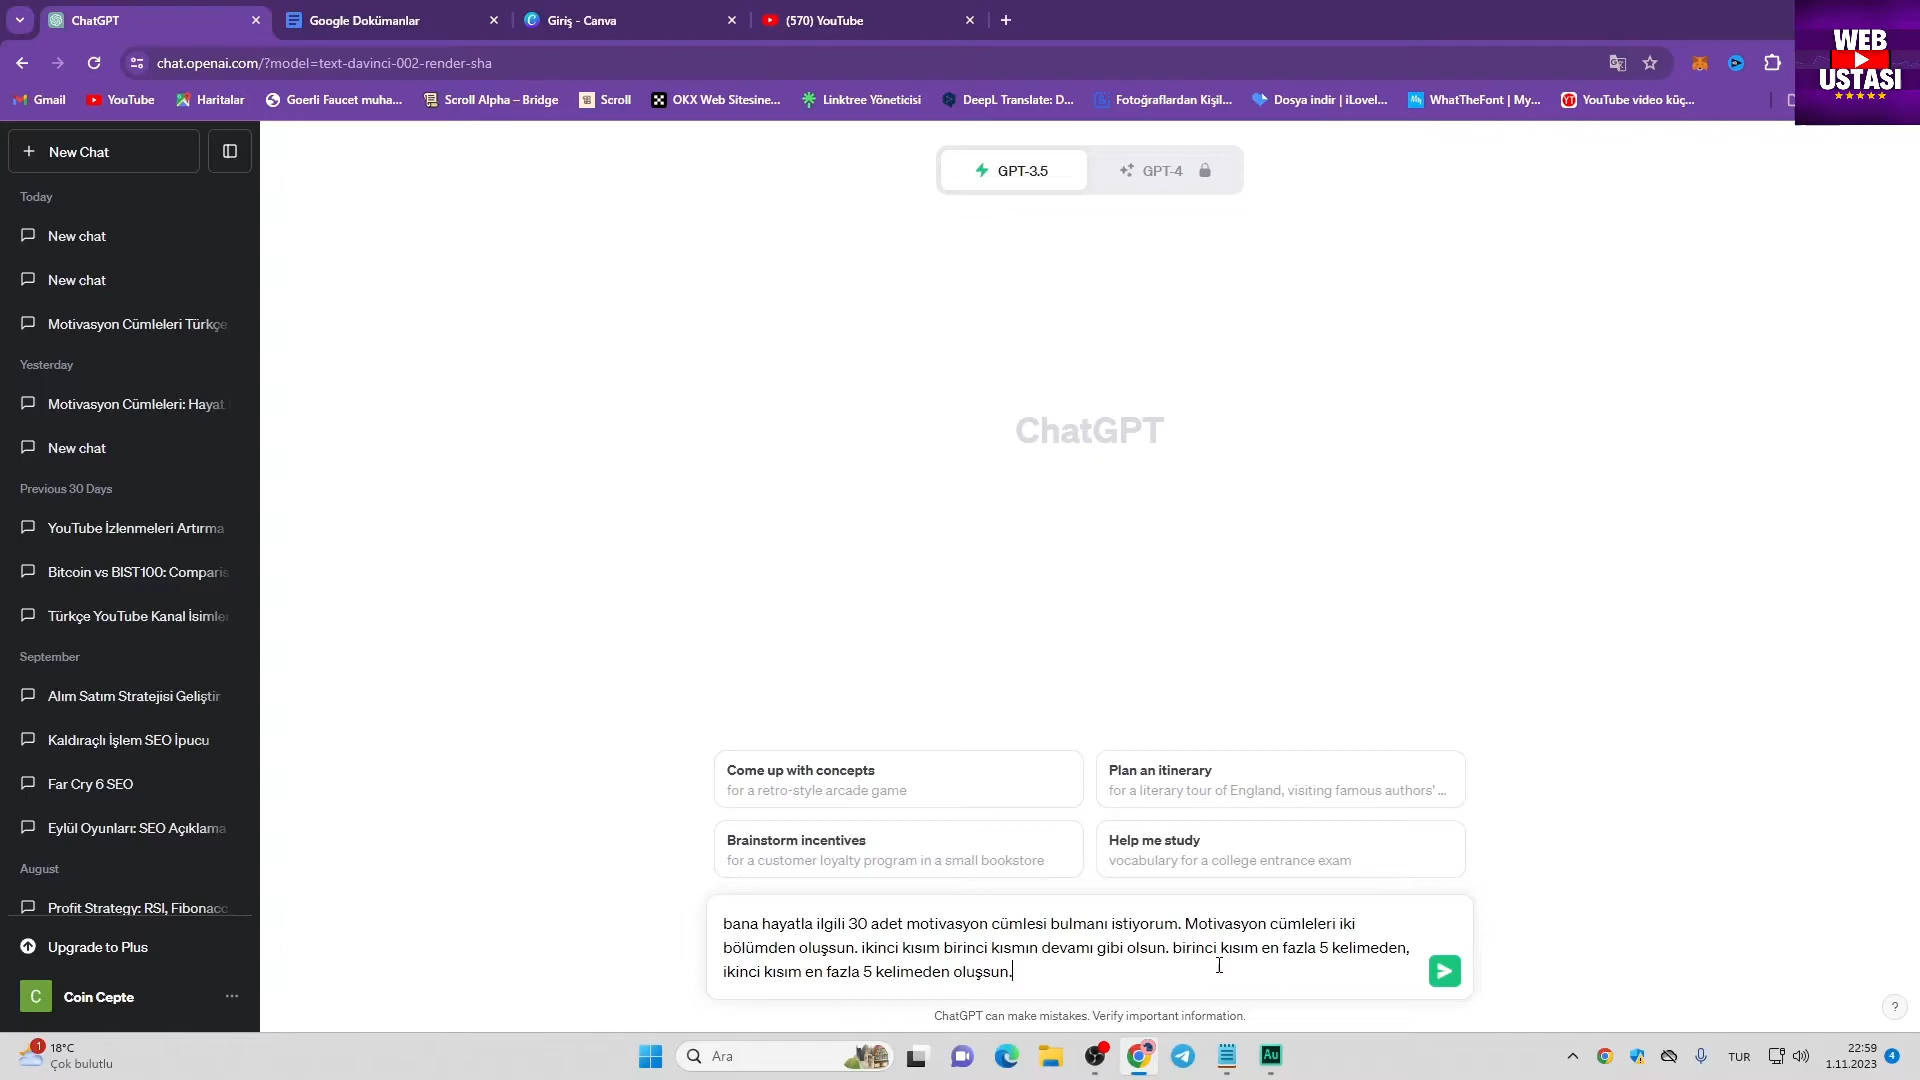 ChatGPT
Google Dokümanlar
Giriş - Canva
(570) YouTube
WEB
USTASI
chat.openai.com/?model=text-davinci-002-render-sha
Gmail
YouTube
Haritalar
Goerli Faucet muha...
Scroll Alpha – Bridge
Scroll
OKX Web Sitesine...
Linktree Yöneticisi
DeepL Translate: D...
Fotoğraflardan Kişil...
Dosya indir | iLovel...
WhatTheFont | My...
YouTube video küç...
New Chat
GPT-3.5
GPT-4
Today
New chat
New chat
Motivasyon Cümleleri Türkçe
Yesterday
Motivasyon Cümleleri: Hayat
New chat
Previous 30 Days
YouTube İzlenmeleri Artırma
Bitcoin vs BIST100: Comparis
Türkçe YouTube Kanal İsimler
September
Alım Satım Stratejisi Geliştir
Kaldıraçlı İşlem SEO İpucu
Far Cry 6 SEO
Eylül Oyunları: SEO Açıklama
August
Profit Strategy: RSI, Fibonacc
Upgrade to Plus
C
Coin Cepte
ChatGPT
Come up with concepts
for a retro-style arcade game
Plan an itinerary
for a literary tour of England, visiting famous authors' ...
Brainstorm incentives
for a customer loyalty program in a small bookstore
Help me study
vocabulary for a college entrance exam
bana hayatla ilgili 30 adet motivasyon cümlesi bulmanı istiyorum. Motivasyon cümleleri iki
bölümden oluşsun. ikinci kısım birinci kısmın devamı gibi olsun. birinci kısım en fazla 5 kelimeden,
ikinci kısım en fazla 5 kelimeden oluşsun.
ChatGPT can make mistakes. Verify important information.
?
1
18°C
Çok bulutlu
Ara
Au
TUR
22:59
1.11.2023
4